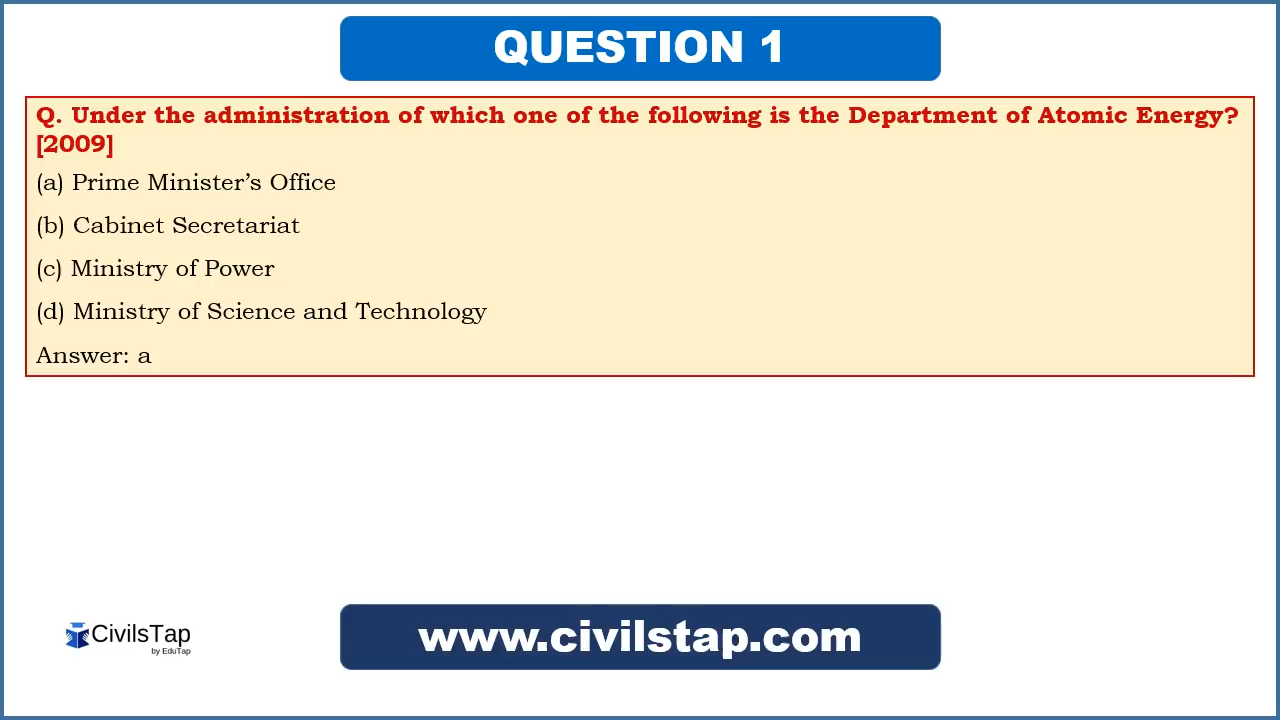 QUESTION 1
Q. Under the administration of which one of the following is the Department of Atomic Energy?
[2009]
(a) Prime Minister’s Office
(b) Cabinet Secretariat
(c) Ministry of Power
(d) Ministry of Science and Technology
Answer: a
CivilsTap
by EduTap
www.civilstap.com